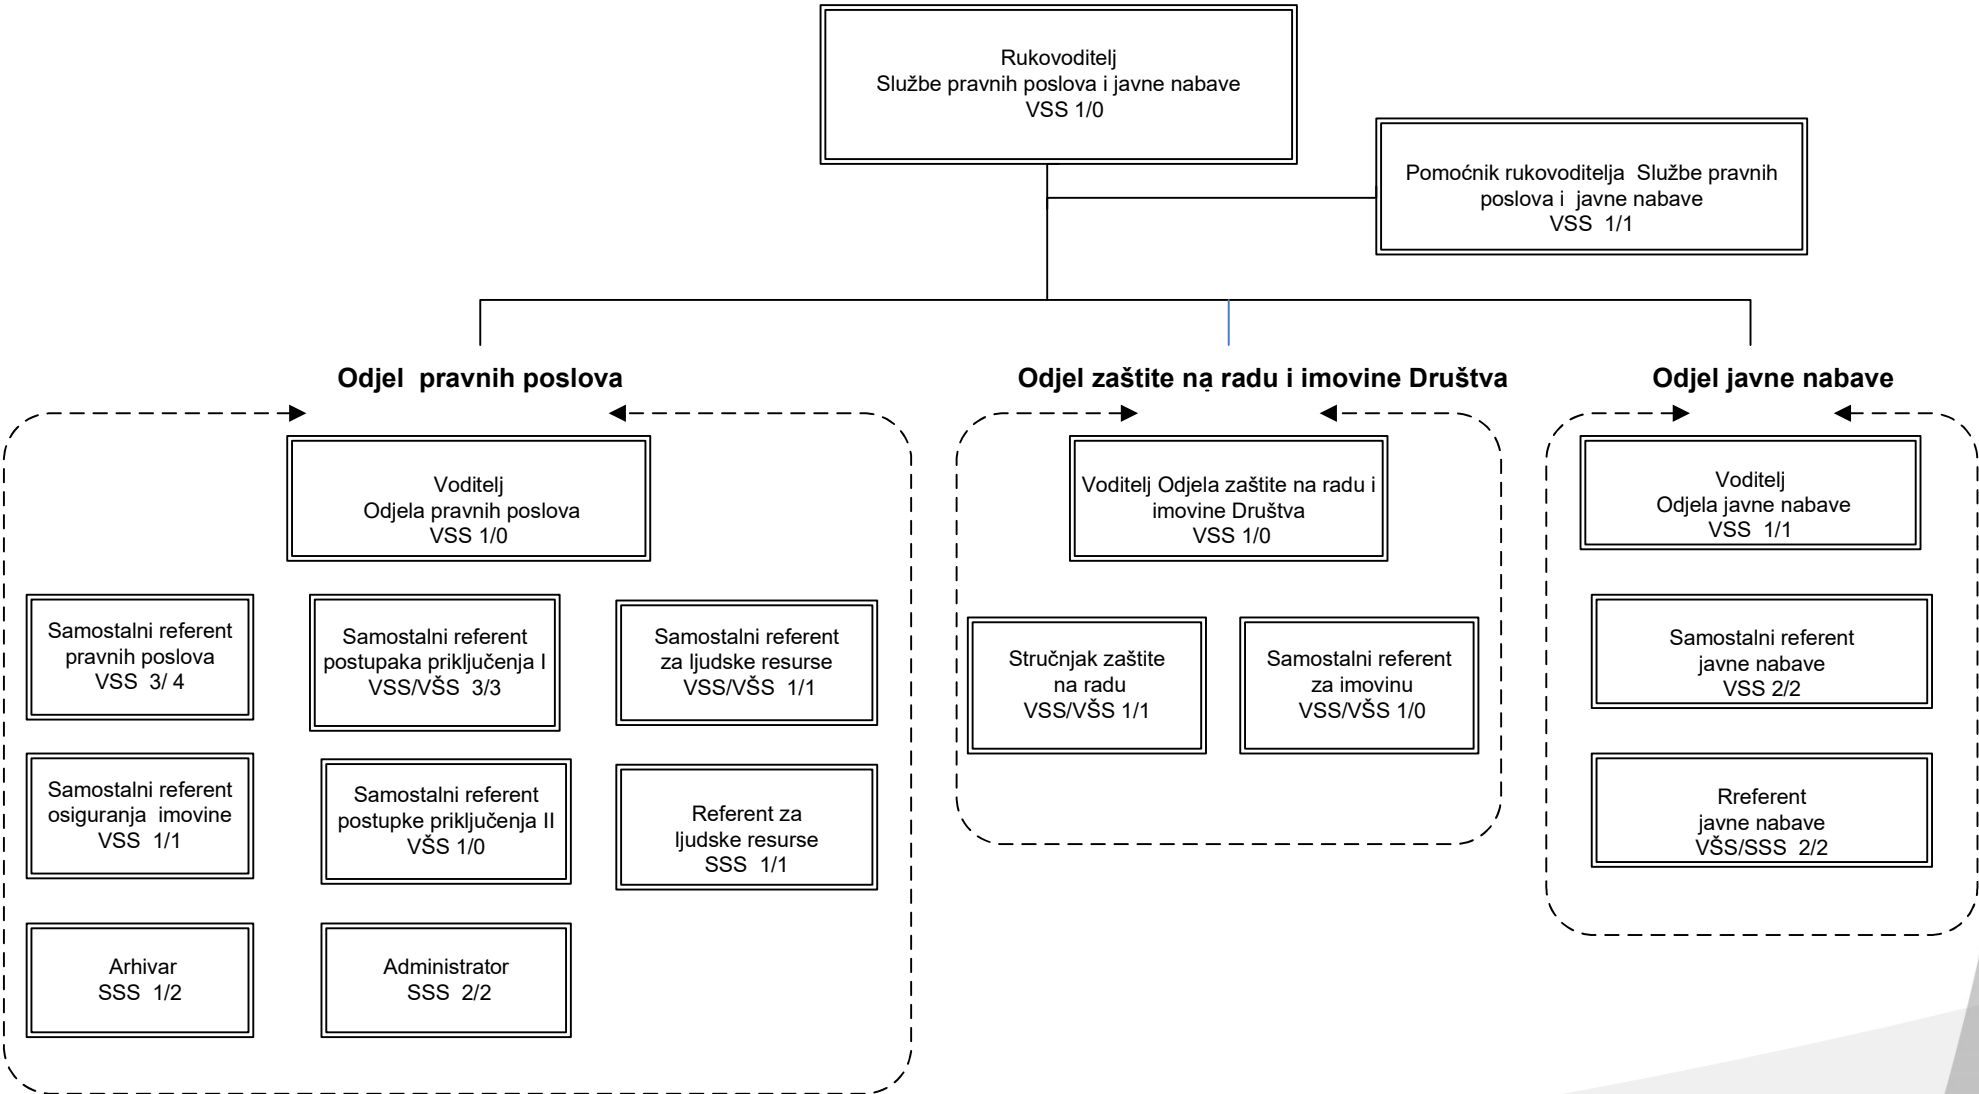 Rukovoditelj
Službe pravnih poslova i javne nabave
VSS 1/0
Pomoćnik rukovoditelja  Službe pravnih
poslova i  javne nabave
VSS  1/1
Odjel  pravnih poslova
Voditelj
Odjela pravnih poslova
VSS 1/0
Samostalni referent
pravnih poslova
VSS  3/ 4
Samostalni referent
postupaka priključenja I
VSS/VŠS  3/3
Samostalni referent
za ljudske resurse
VSS/VŠS  1/1
Samostalni referent
osiguranja  imovine
VSS  1/1
Samostalni referent
postupke priključenja II
VŠS 1/0
Referent za
ljudske resurse
SSS  1/1
Arhivar
SSS  1/2
Administrator
SSS  2/2
Odjel zaštite na radu i imovine Društva
Voditelj Odjela zaštite na radu i
imovine Društva
VSS 1/0
Stručnjak zaštite
na radu
VSS/VŠS 1/1
Samostalni referent
za imovinu
VSS/VŠS 1/0
Odjel javne nabave
Voditelj
Odjela javne nabave
VSS  1/1
Samostalni referent
javne nabave
VSS 2/2
Rreferent
javne nabave
VŠS/SSS  2/2